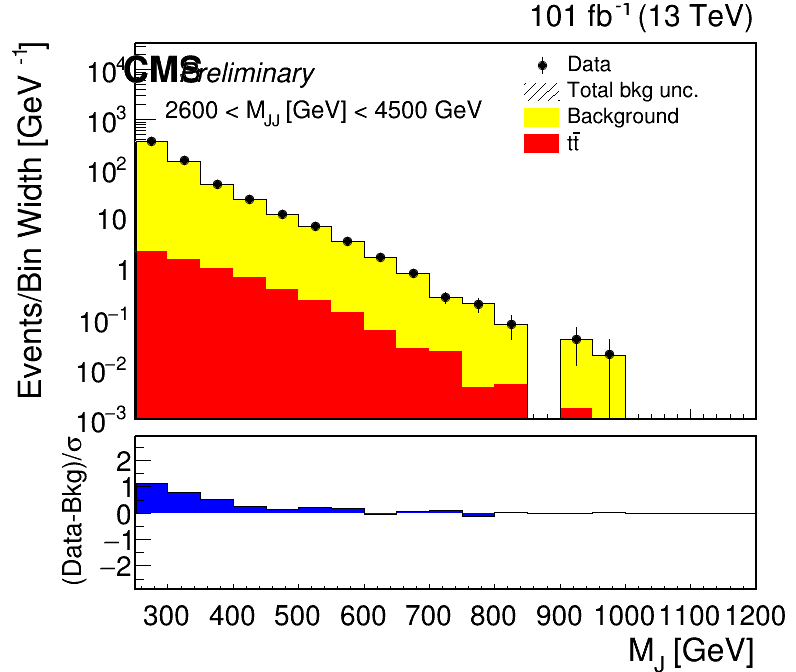 101 fb⁻¹ (13 TeV)
CMS Preliminary
2600 < M_JJ [GeV] < 4500 GeV
Data
Total bkg unc.
Background
tt̄
Events/Bin Width [GeV⁻¹]
10⁴
10³
10²
10
1
10⁻¹
10⁻²
10⁻³
(Data-Bkg)/σ
2
1
0
−1
−2
300 400 500 600 700 800 900 1000 1100 1200
M_J [GeV]